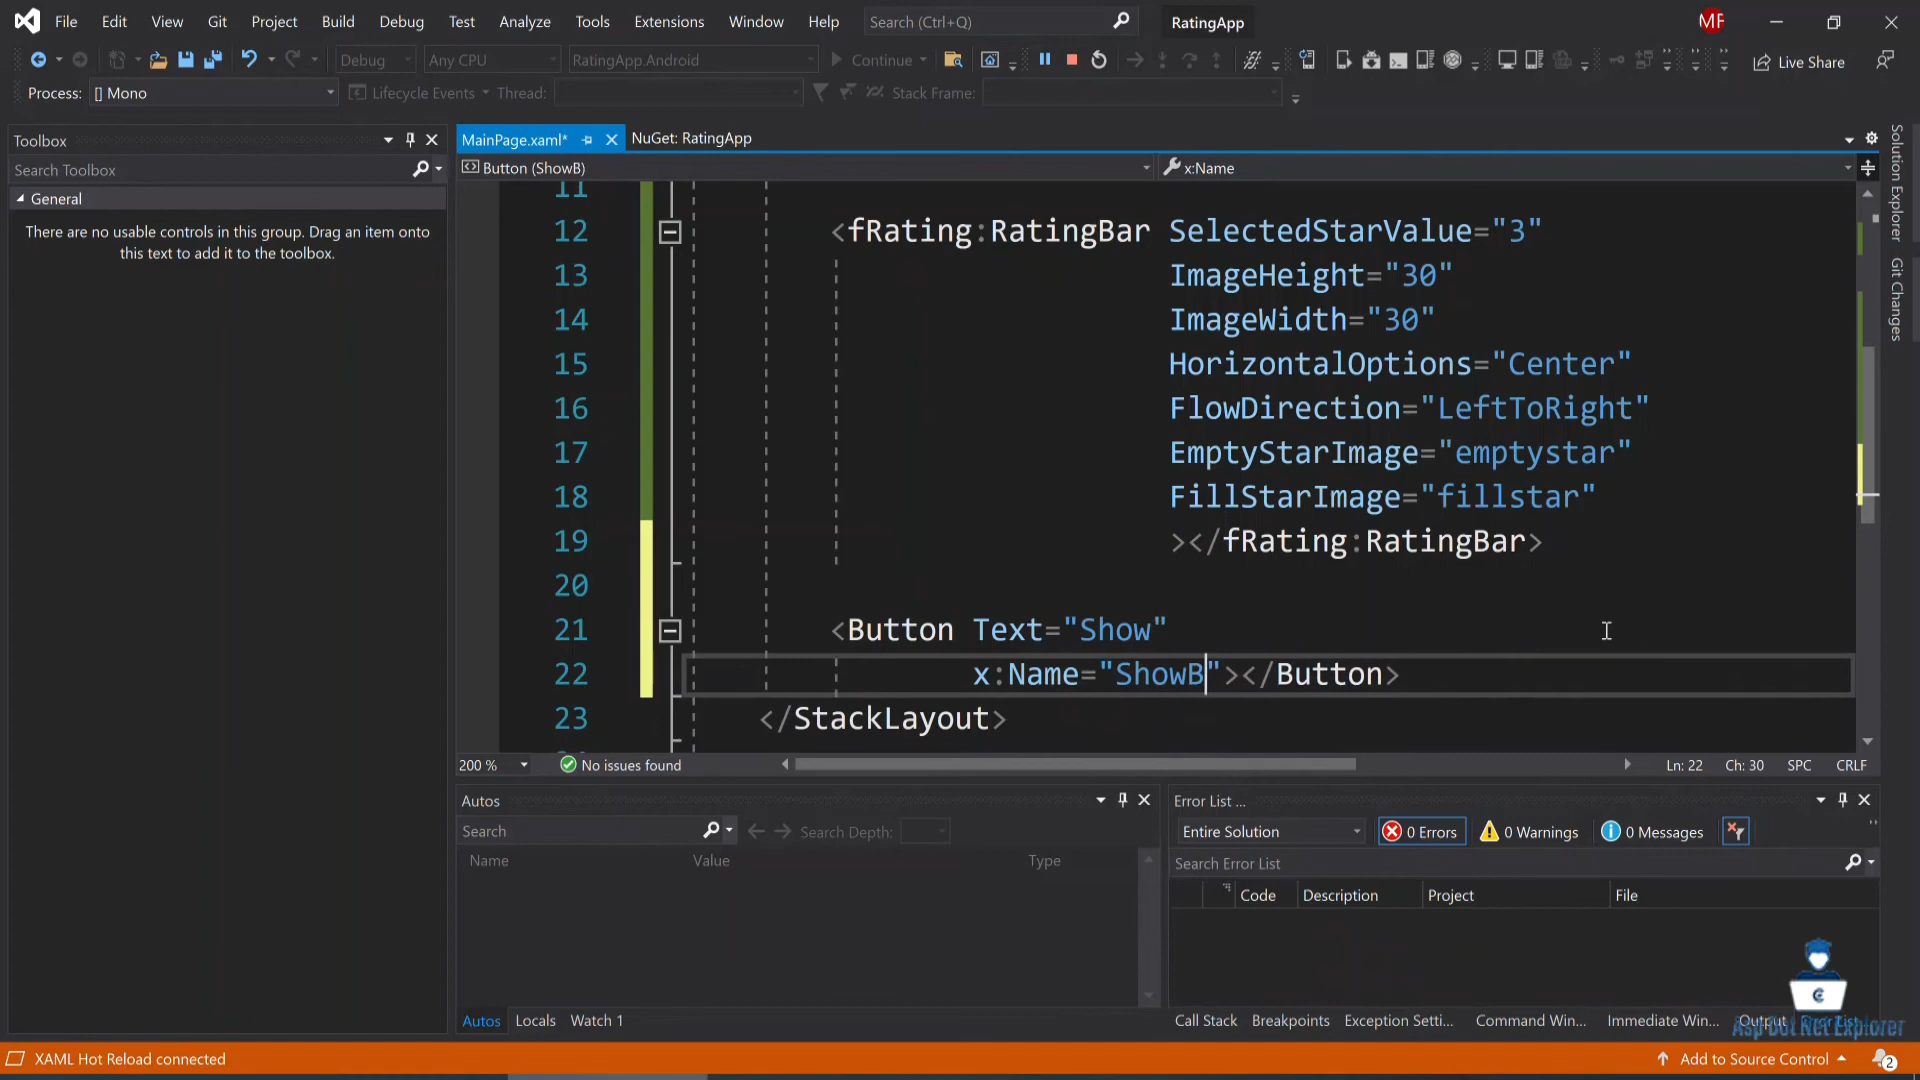 File Edit View Git Project Build Debug Test Analyze Tools Extensions Window Help Search (Ctrl+Q) RatingApp MF
Debug Any CPU RatingApp.Android Continue Live Share
Process: [] Mono Lifecycle Events Thread: Stack Frame:
Toolbox
Search Toolbox
General
There are no usable controls in this group. Drag an item onto
this text to add it to the toolbox.
MainPage.xaml* NuGet: RatingApp
Button (ShowB) x:Name
11
12 <fRating:RatingBar SelectedStarValue="3"
13 ImageHeight="30"
14 ImageWidth="30"
15 HorizontalOptions="Center"
16 FlowDirection="LeftToRight"
17 EmptyStarImage="emptystar"
18 FillStarImage="fillstar"
19 ></fRating:RatingBar>
20
21 <Button Text="Show"
22 x:Name="ShowB"></Button>
23 </StackLayout>
200 % No issues found Ln: 22 Ch: 30 SPC CRLF
Solution Explorer
Git Changes
Autos
Search Search Depth:
Name Value Type
Autos Locals Watch 1
Error List ...
Entire Solution 0 Errors 0 Warnings 0 Messages
Search Error List
Code Description Project File
Call Stack Breakpoints Exception Setti... Command Win... Immediate Win... Output Error List
Asp Dot Net Explorer
XAML Hot Reload connected Add to Source Control 2